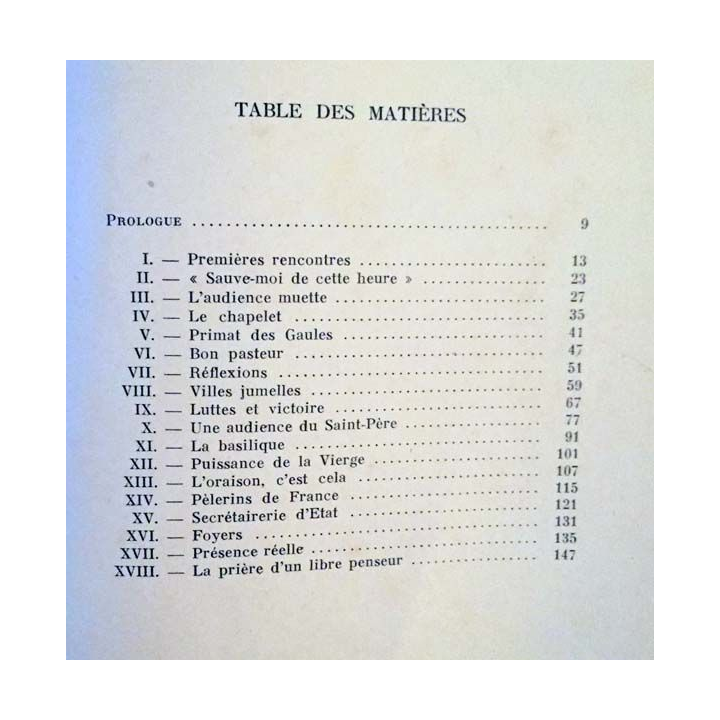 TABLE DES MATIÈRES
PROLOGUE ........................................ 9
I. — Premières rencontres ........................ 13
II. — « Sauve-moi de cette heure » ................ 23
III. — L'audience muette ........................ 27
IV. — Le chapelet ........................ 35
V. — Primat des Gaules ........................ 41
VI. — Bon pasteur ........................ 47
VII. — Réflexions ........................ 51
VIII. — Villes jumelles ........................ 59
IX. — Luttes et victoire ........................ 67
X. — Une audience du Saint-Père ................ 77
XI. — La basilique ........................ 91
XII. — Puissance de la Vierge ................ 101
XIII. — L'oraison, c'est cela ................ 107
XIV. — Pèlerins de France ................ 115
XV. — Secrétairerie d'Etat ................ 121
XVI. — Foyers ........................ 131
XVII. — Présence réelle ................ 135
XVIII. — La prière d'un libre penseur ................ 147